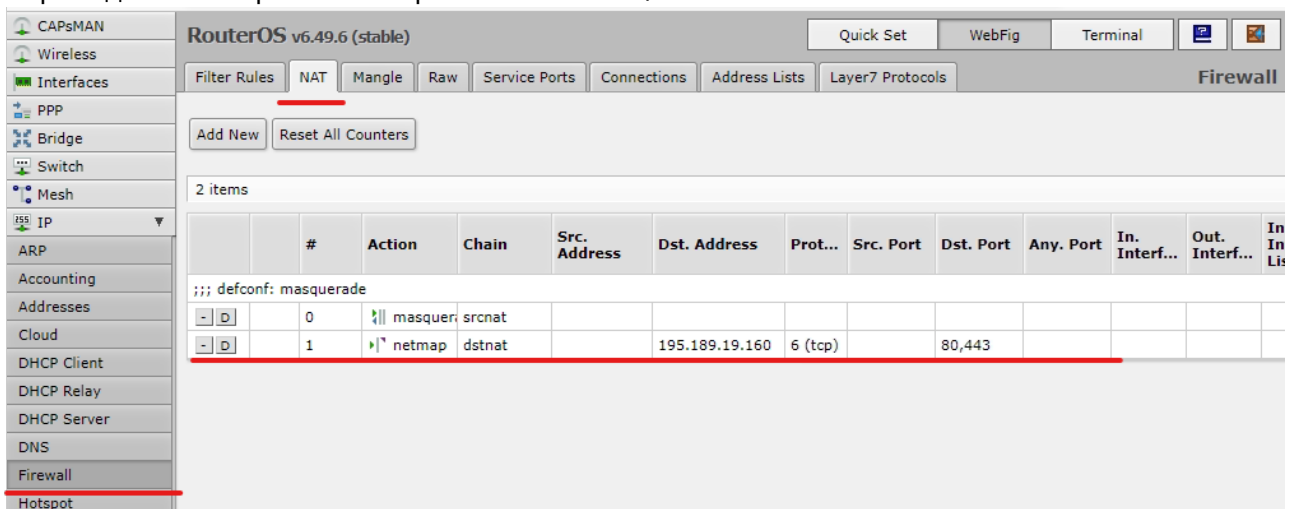 CAPsMAN
Wireless
Interfaces
PPP
Bridge
Switch
Mesh
IP
ARP
Accounting
Addresses
Cloud
DHCP Client
DHCP Relay
DHCP Server
DNS
Firewall
Hotspot
RouterOS v6.49.6 (stable)
Quick Set WebFig Terminal
Filter Rules NAT Mangle Raw Service Ports Connections Address Lists Layer7 Protocols Firewall
Add New Reset All Counters
2 items
# Action Chain Src. Address Dst. Address Prot... Src. Port Dst. Port Any. Port In. Interf... Out. Interf...
;;; defconf: masquerade
- D 0 masquer srcnat
- D 1 netmap dstnat 195.189.19.160 6 (tcp) 80,443